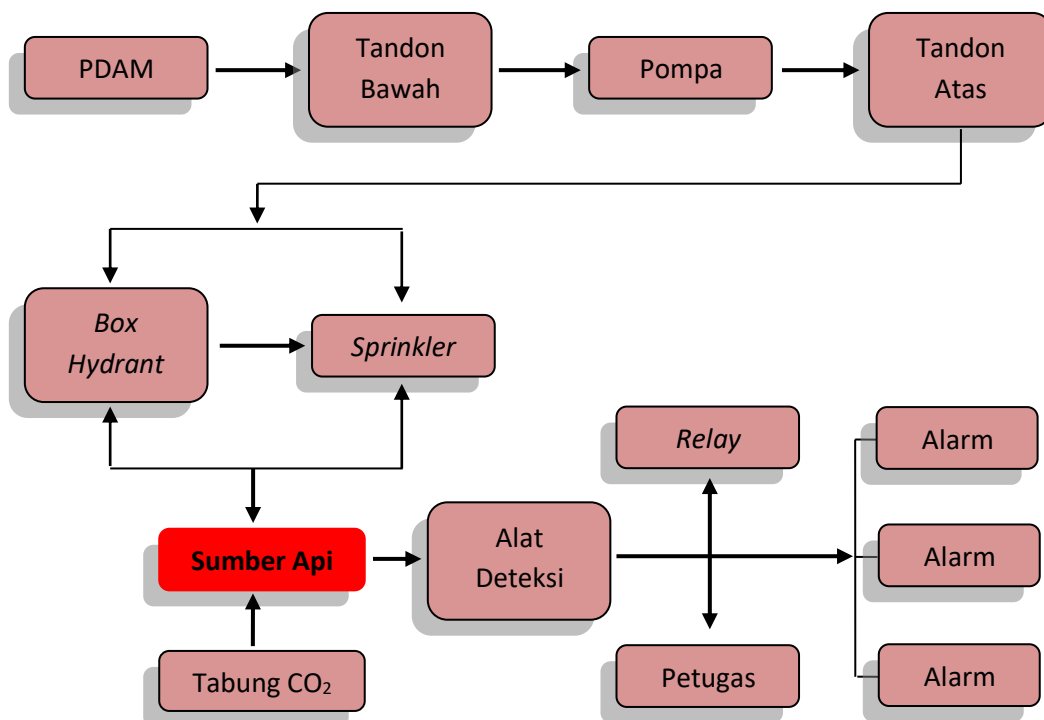 PDAM
Tandon
Bawah
Pompa
Tandon
Atas
Box
Hydrant
Sprinkler
Relay
Alarm
Sumber Api
Alat
Deteksi
Alarm
Tabung CO₂
Petugas
Alarm